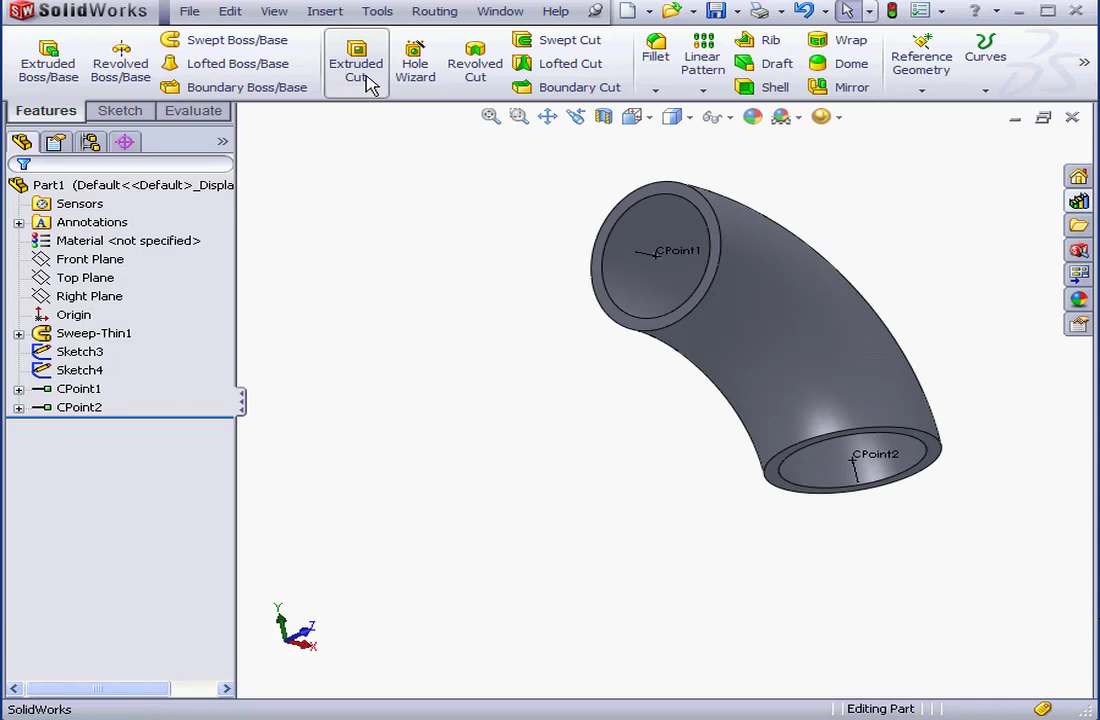 SolidWorks File Edit View Insert Tools Routing Window Help
Extruded Boss/Base
Revolved Boss/Base
Swept Boss/Base
Lofted Boss/Base
Boundary Boss/Base
Extruded Cut
Hole Wizard
Revolved Cut
Swept Cut
Lofted Cut
Boundary Cut
Fillet
Linear Pattern
Rib
Draft
Shell
Wrap
Dome
Mirror
Reference Geometry
Curves
Features Sketch Evaluate
Part1 (Default<<Default>_Displa
Sensors
Annotations
Material <not specified>
Front Plane
Top Plane
Right Plane
Origin
Sweep-Thin1
Sketch3
Sketch4
CPoint1
CPoint2
CPoint1
CPoint2
Y
Z
X
SolidWorks
Editing Part